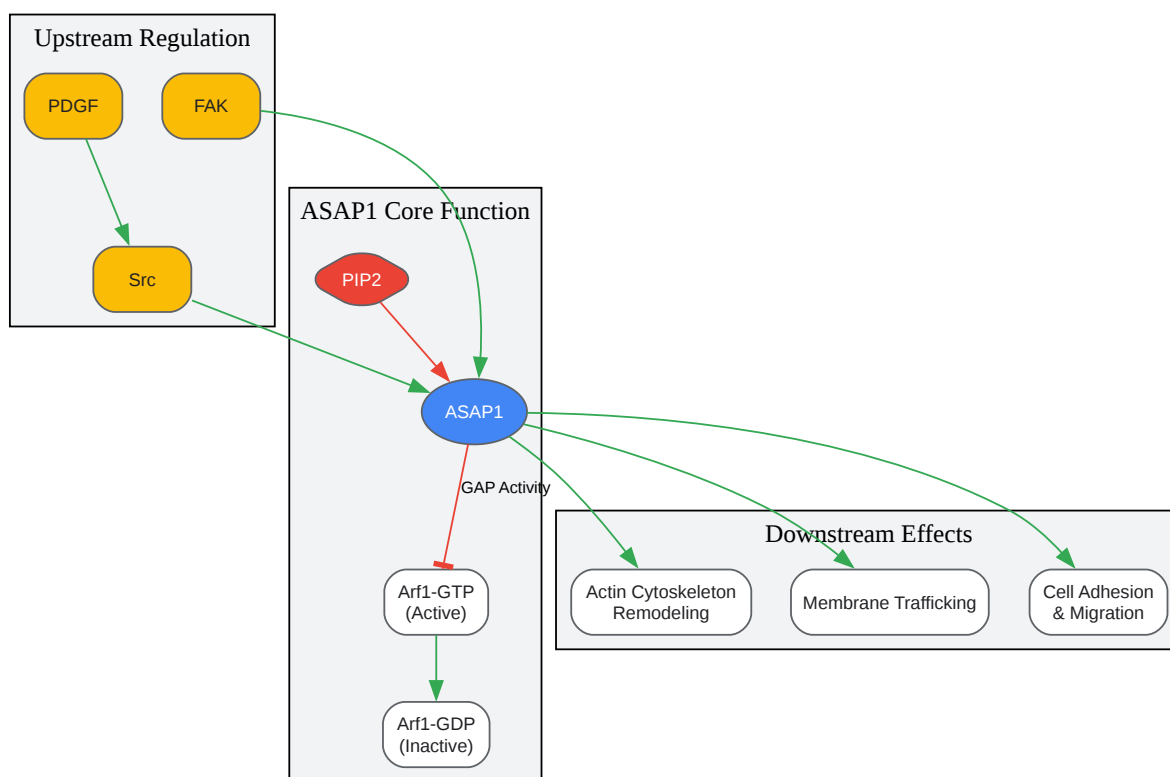 Upstream Regulation
PDGF
FAK
Src
ASAP1 Core Function
PIP2
ASAP1
GAP Activity
Arf1-GTP
(Active)
Arf1-GDP
(Inactive)
Downstream Effects
Actin Cytoskeleton
Remodeling
Membrane Trafficking
Cell Adhesion
& Migration